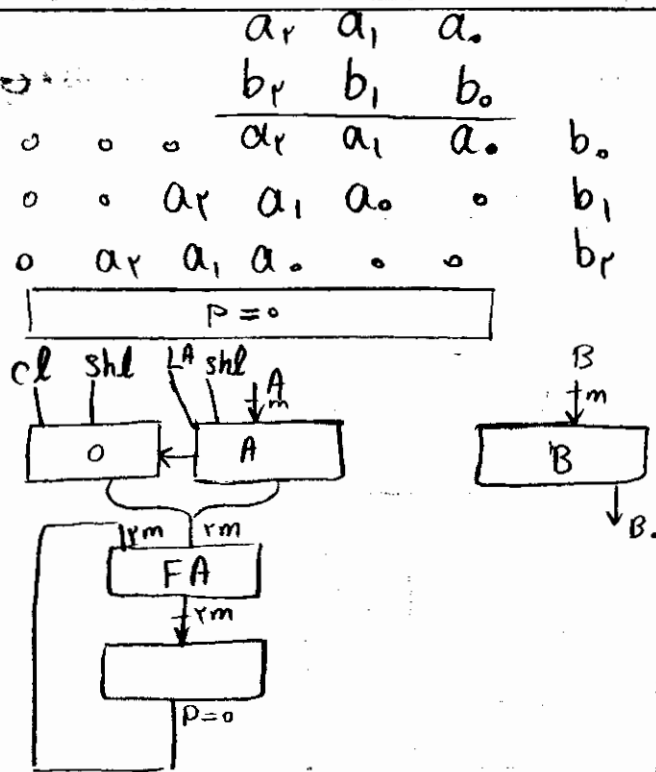 a۲ a۱ a۰
b۲ b۱ b۰
۰ ۰ ۰ a۲ a۱ a۰ b۰
۰ ۰ a۲ a۱ a۰ ۰ b۱
۰ a۲ a۱ a۰ ۰ ۰ b۲
P = ۰
cl shl LA shl A m
B m
۰ A B
B۰
۲m ۲m
FA
۲m
P=۰